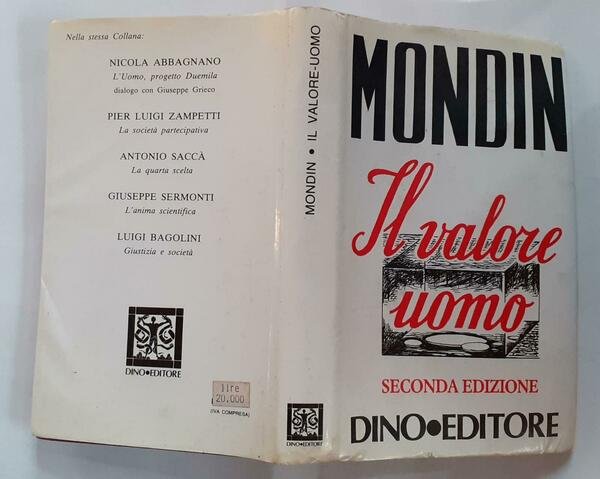 Nella stessa Collana:
NICOLA ABBAGNANO
L'Uomo, progetto Duemila
dialogo con Giuseppe Grieco
PIER LUIGI ZAMPETTI
La società partecipativa
ANTONIO SACCÀ
La quarta scelta
GIUSEPPE SERMONTI
L'anima scientifica
LUIGI BAGOLINI
Giustizia e società
DINO•EDITORE
lire
20.000
(IVA COMPRESA)
MONDIN • IL VALORE-UOMO
DINO•EDITORE
MONDIN
Il valore
uomo
SECONDA EDIZIONE
DINO•EDITORE